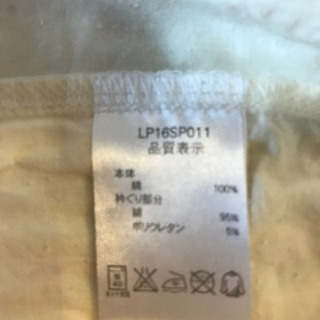 LP16SP011
品質表示
本体
綿 100%
衿ぐり部分
綿 95%
ポリウレタン 5%